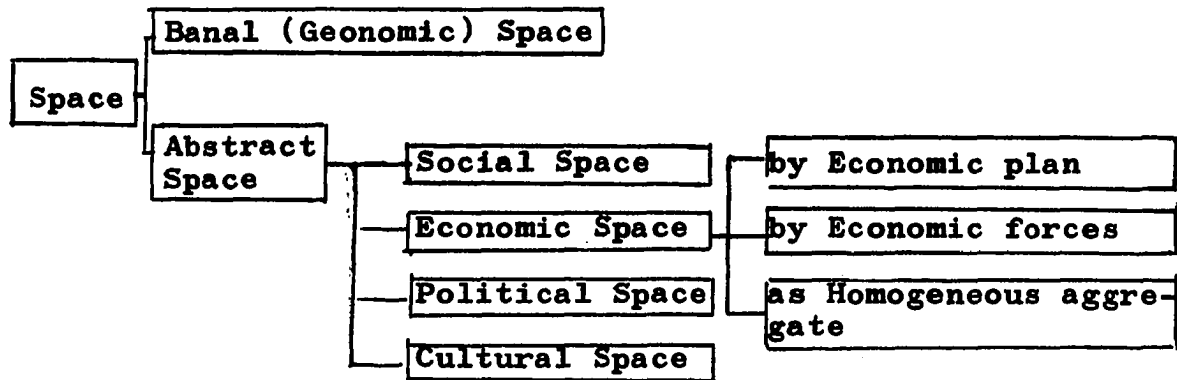 Banal (Geonomic) Space
Space
Abstract
Space
Social Space
Economic Space
Political Space
Cultural Space
by Economic plan
by Economic forces
as Homogeneous aggre-
gate